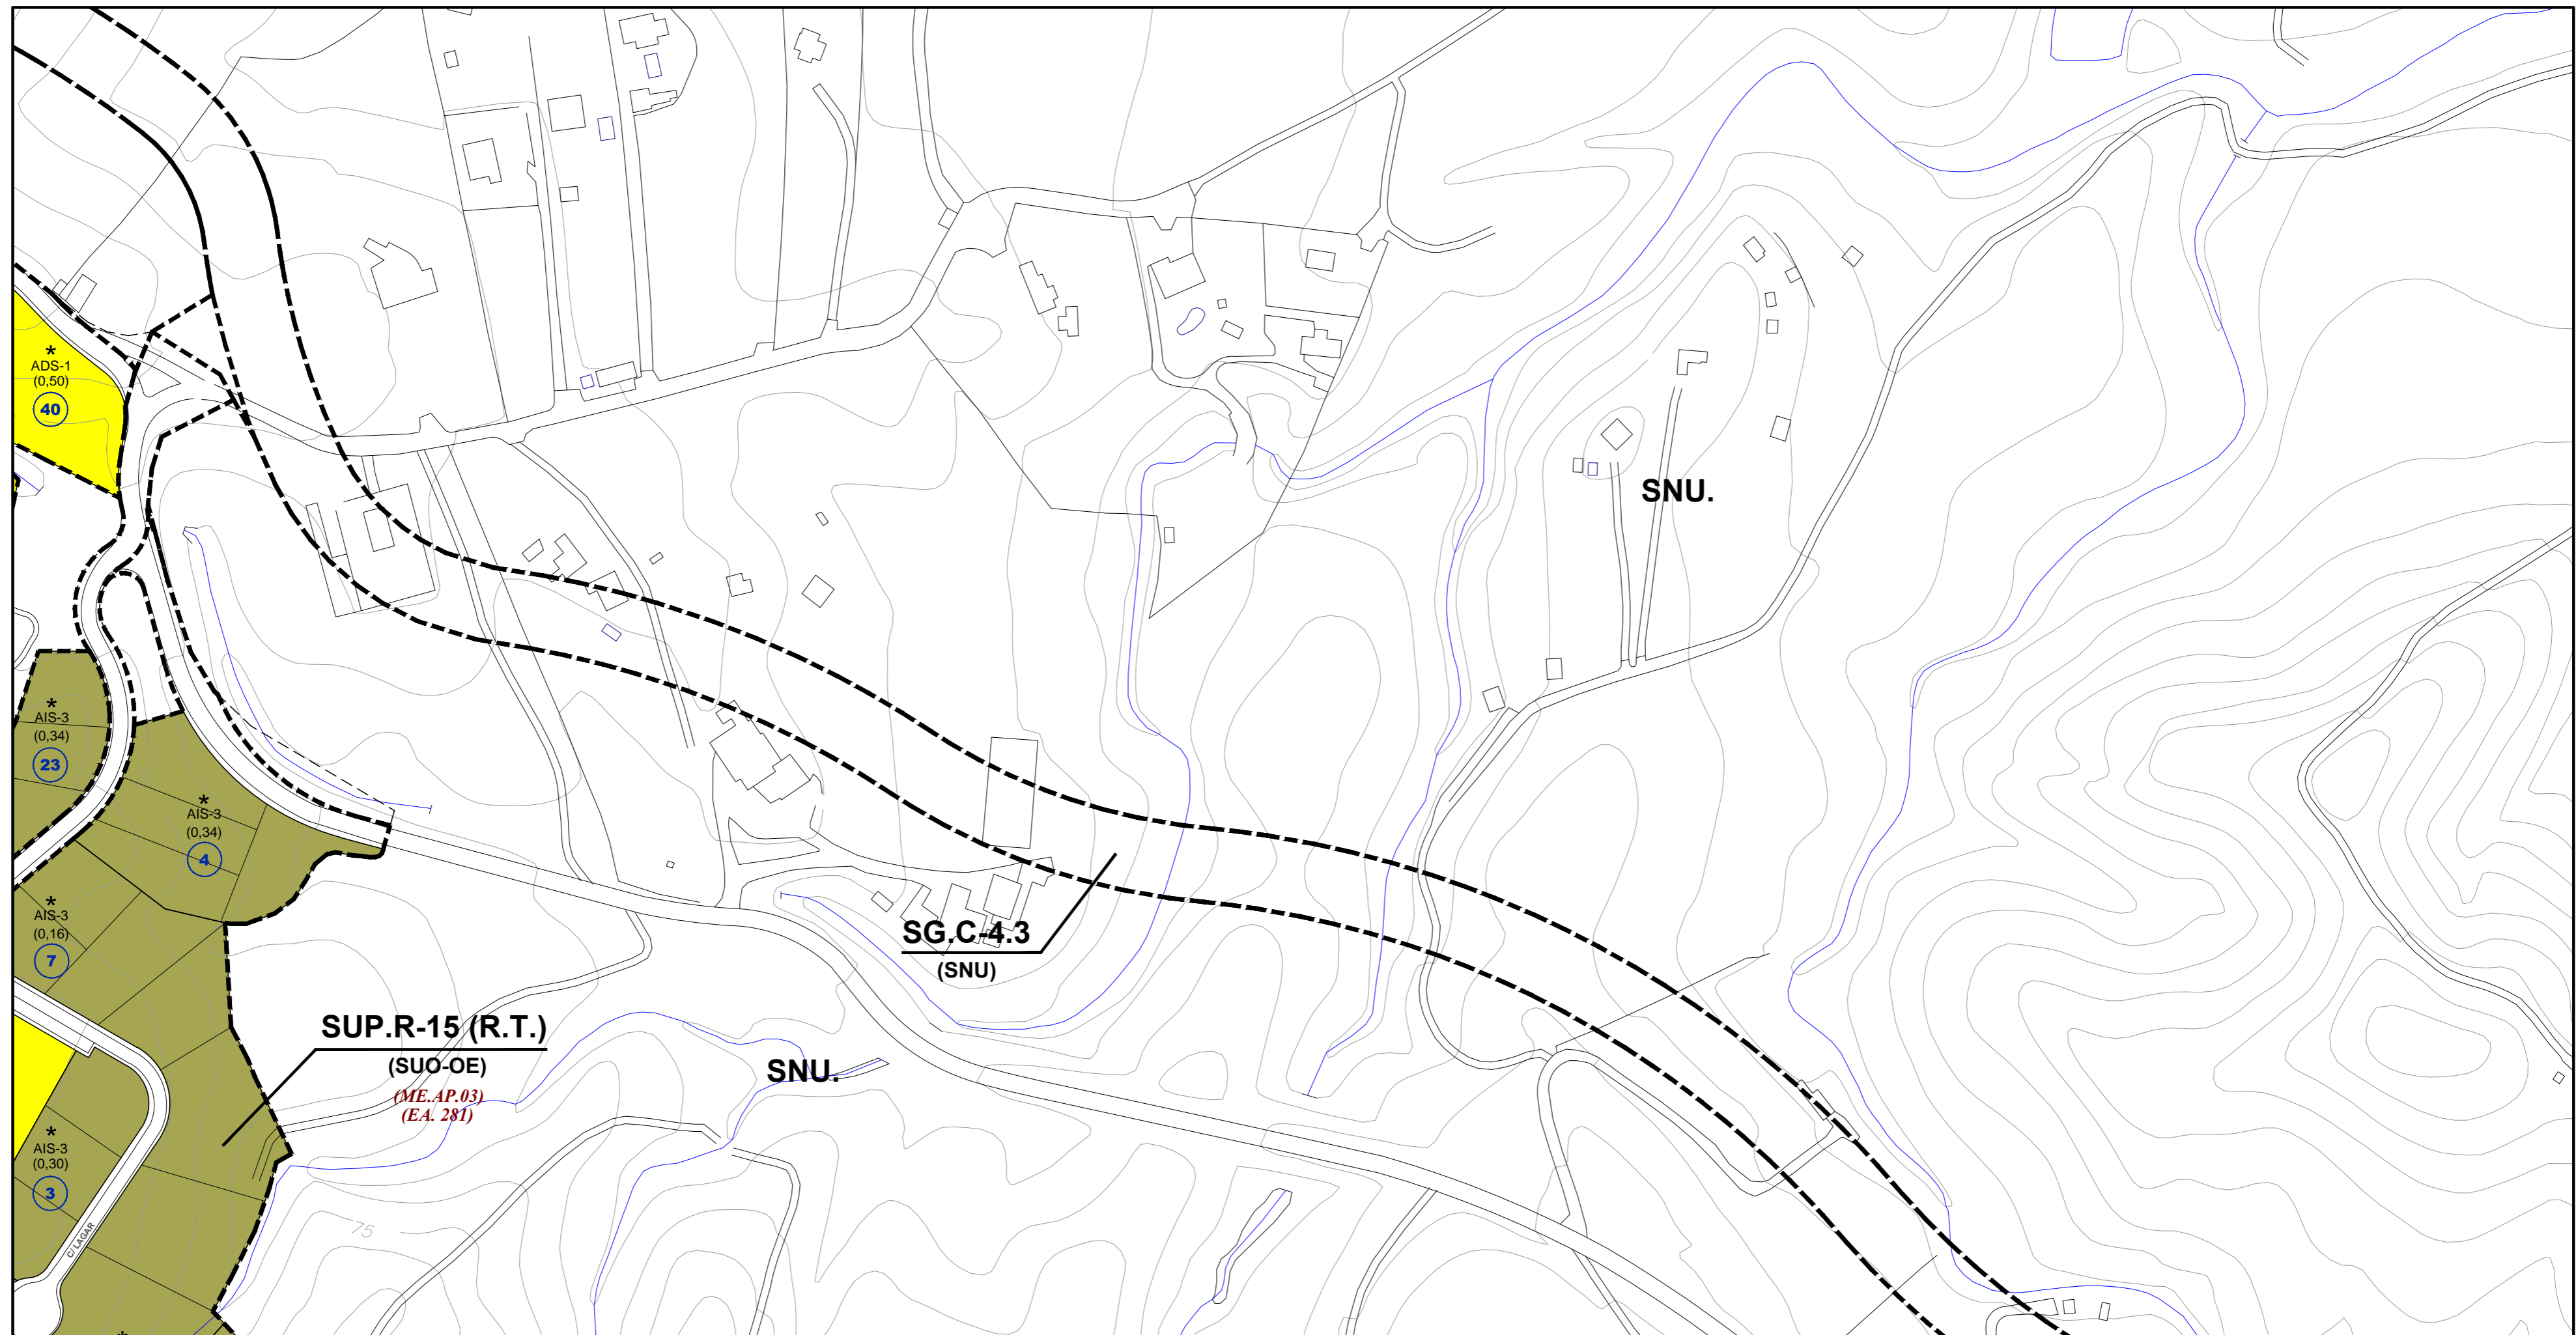 *
ADS-1
(0,50)
40
SNU.
*
AIS-3
(0,34)
23
*
AIS-3
(0,34)
4
*
AIS-3
(0,16)
7
SG.C-4.3
(SNU)
SUP.R-15 (R.T.)
(SUO-OE)
(ME.AP.03)
(EA. 281)
SNU.
*
AIS-3
(0,30)
3
C/ LAGAR
75
*